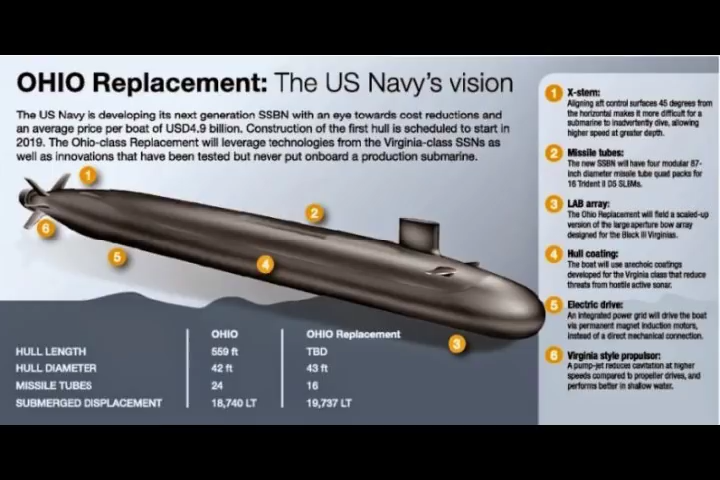 OHIO Replacement: The US Navy's vision
The US Navy is developing its next generation SSBN with an eye towards cost reductions and
an average price per boat of USD4.9 billion. Construction of the first hull is scheduled to start in
2019. The Ohio-class Replacement will leverage technologies from the Virginia-class SSNs as
well as innovations that have been tested but never put onboard a production submarine.
1
2
3
4
5
6
OHIO OHIO Replacement
HULL LENGTH 559 ft TBD
HULL DIAMETER 42 ft 43 ft
MISSILE TUBES 24 16
SUBMERGED DISPLACEMENT 18,740 LT 19,737 LT
1 X-stern:
Aligning aft control surfaces 45 degrees from
the horizontal makes it more difficult for a
submarine to inadvertently dive, allowing
higher speed at greater depth.
2 Missile tubes:
The new SSBN will have four modular 87-
inch diameter missile tube quad packs for
16 Trident II D5 SLBMs.
3 LAB array:
The Ohio Replacement will field a scaled-up
version of the large aperture bow array
designed for the Block III Virginias.
4 Hull coating:
The boat will use anechoic coatings
developed for the Virginia class that reduce
threats from hostile active sonar.
5 Electric drive:
An integrated power grid will drive the boat
via permanent magnet induction motors,
instead of a direct mechanical connection.
6 Virginia style propulsor:
A pump-jet reduces cavitation at higher
speeds compared to propeller drives, and
performs better in shallow water.